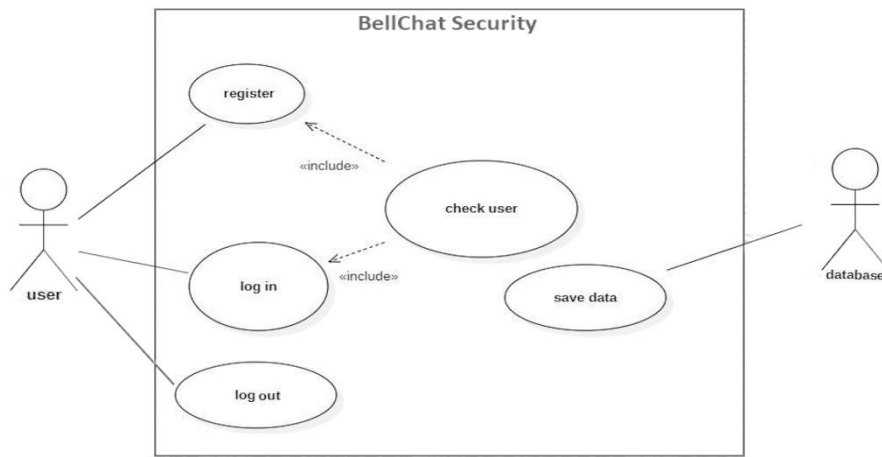 BellChat Security
register
«include»
check user
user
log in
«include»
save data
database
log out